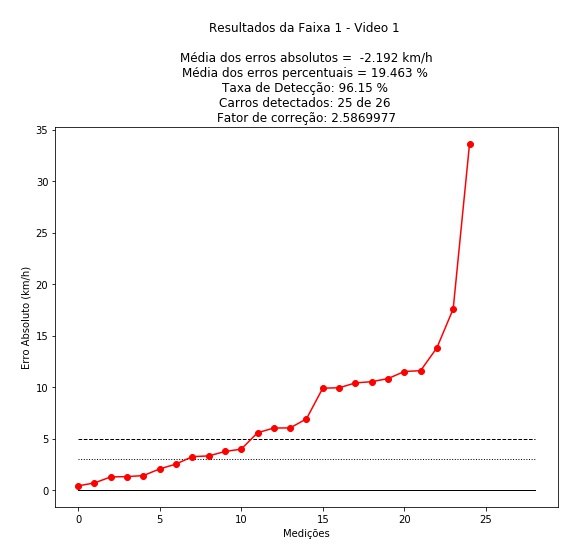 Resultados da Faixa 1 - Video 1
Média dos erros absolutos =  -2.192 km/h
Média dos erros percentuais = 19.463 %
Taxa de Detecção: 96.15 %
Carros detectados: 25 de 26
Fator de correção: 2.5869977
35
30
25
20
15
10
5
0
Erro Absoluto (km/h)
0 5 10 15 20 25
Medições